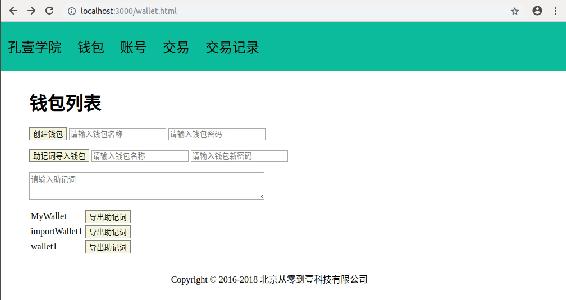 localhost:3000/wallet.html
孔壹学院 钱包 账号 交易 交易记录
钱包列表
创建钱包 请输入钱包名称 请输入钱包密码
助记词导入钱包 请输入钱包名称 请输入钱包新密码
请输入助记词
MyWallet 导出助记词
importWallet1 导出助记词
wallet1 导出助记词
Copyright © 2016-2018 北京从零到壹科技有限公司